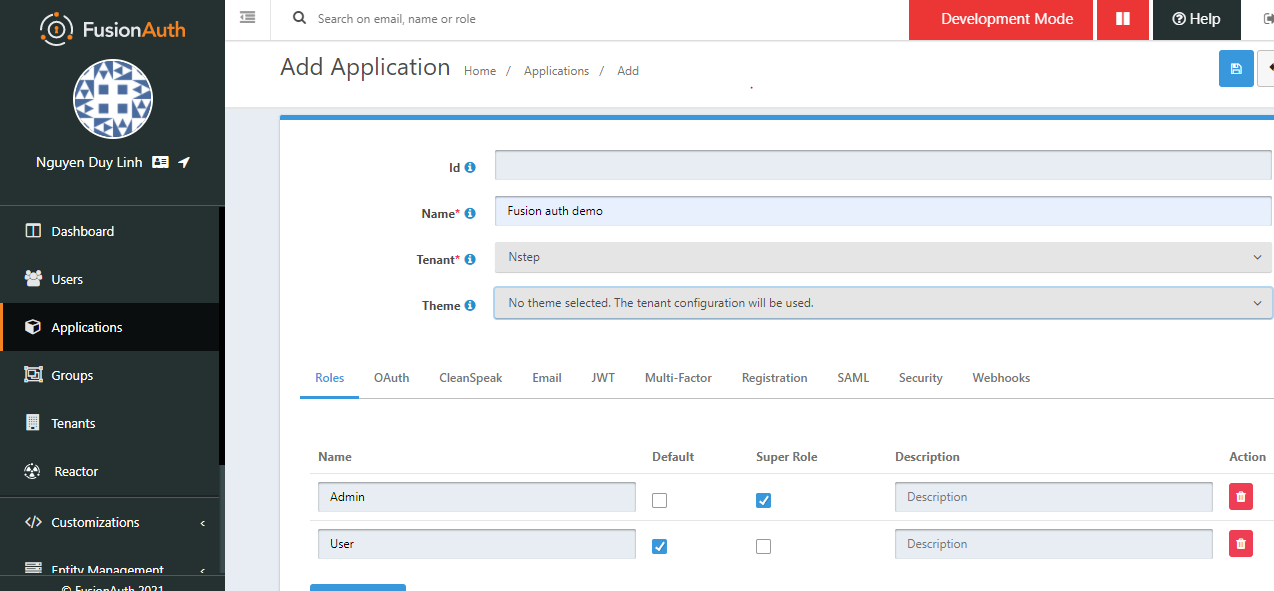 FusionAuth
Search on email, name or role
Development Mode
Help
Add Application Home / Applications / Add
Nguyen Duy Linh
Id
Name* Fusion auth demo
Tenant* Nstep
Theme No theme selected. The tenant configuration will be used.
Dashboard
Users
Applications
Groups
Tenants
Reactor
Customizations
Entity Management
© FusionAuth 2021
Roles OAuth CleanSpeak Email JWT Multi-Factor Registration SAML Security Webhooks
Name Default Super Role Description Action
Admin Description
User Description